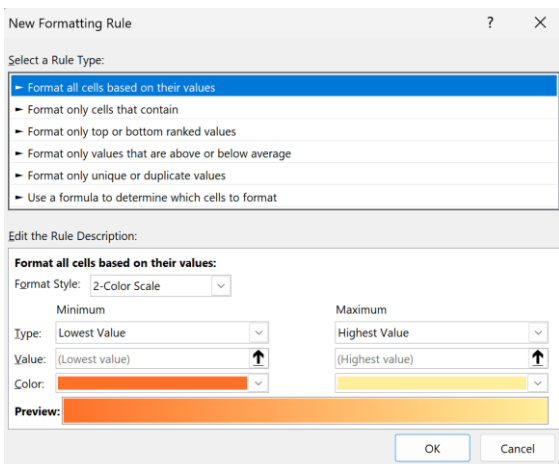 New Formatting Rule ? ×
Select a Rule Type:
► Format all cells based on their values
► Format only cells that contain
► Format only top or bottom ranked values
► Format only values that are above or below average
► Format only unique or duplicate values
► Use a formula to determine which cells to format
Edit the Rule Description:
Format all cells based on their values:
Format Style: 2-Color Scale
Minimum Maximum
Type: Lowest Value Highest Value
Value: (Lowest value) (Highest value)
Color:
Preview:
OK Cancel